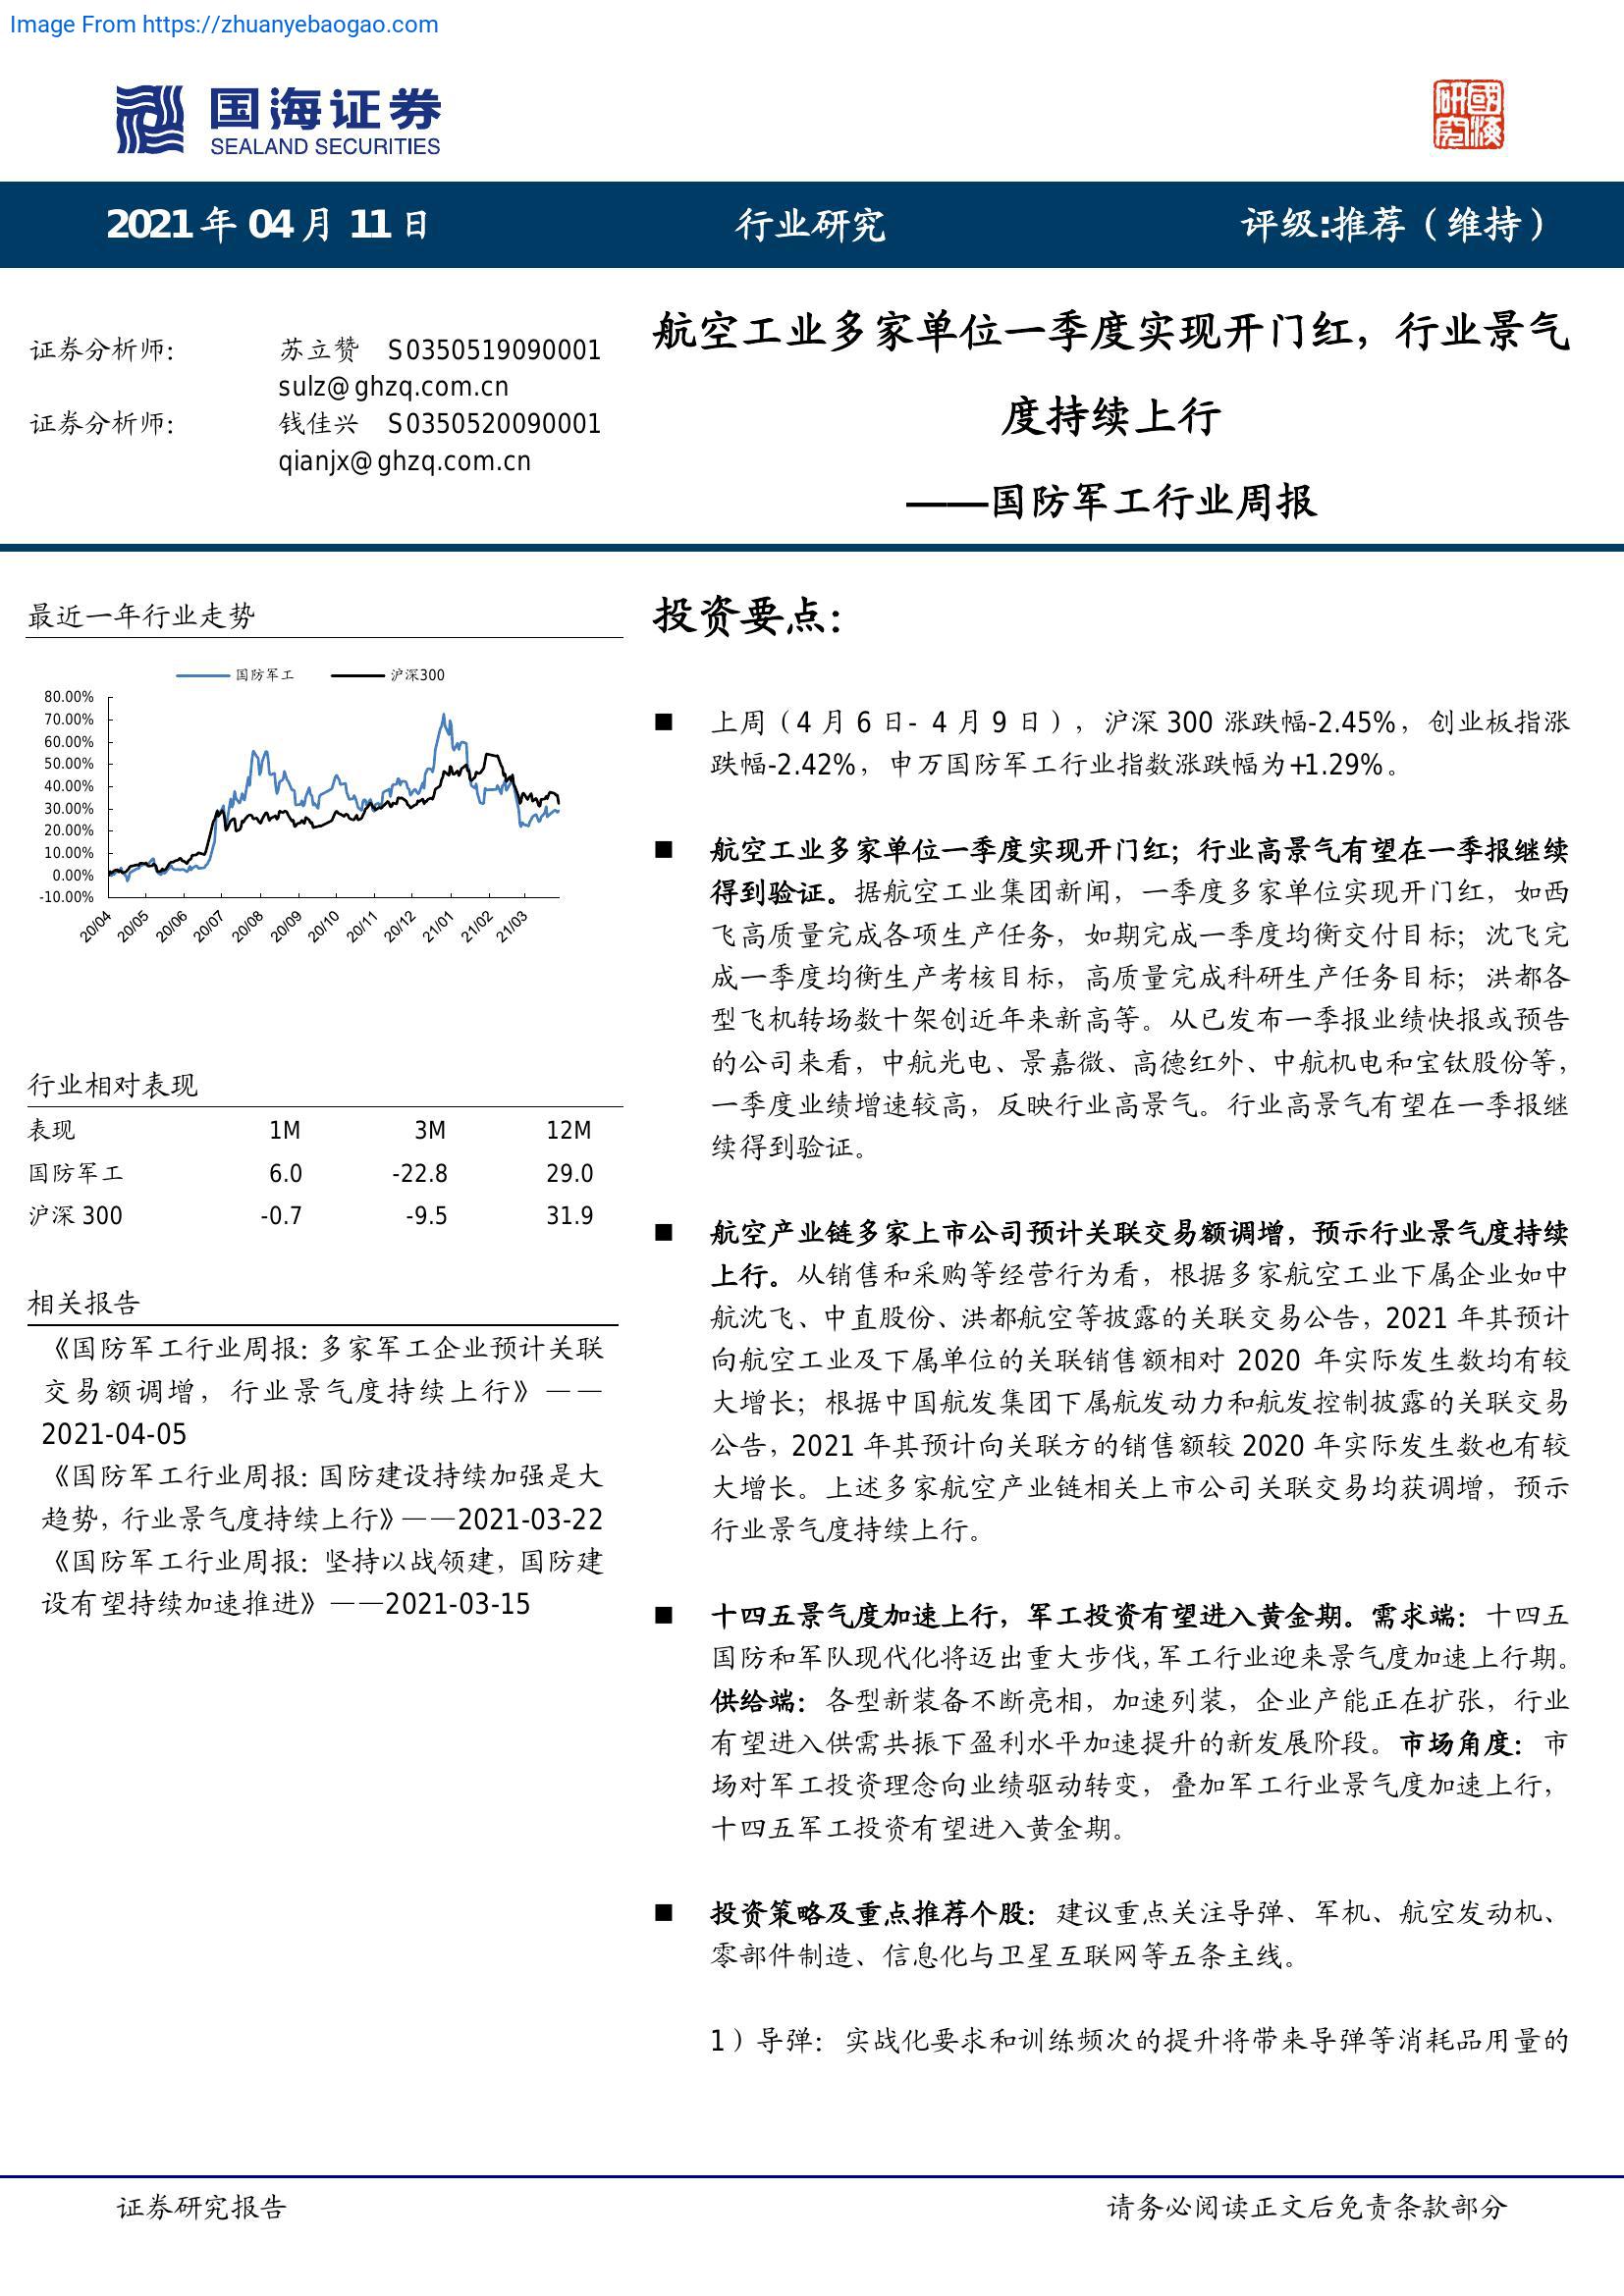 Image From https://zhuanyebaogao.com
国海证券
SEALAND SECURITIES
研國
究海
2021 年 04 月 11 日
行业研究
评级:推荐（维持）
证券分析师：
苏立赞 S0350519090001
sulz@ghzq.com.cn
证券分析师：
钱佳兴 S0350520090001
qianjx@ghzq.com.cn
航空工业多家单位一季度实现开门红，行业景气
度持续上行
——国防军工行业周报
最近一年行业走势
国防军工
沪深300
80.00%
70.00%
60.00%
50.00%
40.00%
30.00%
20.00%
10.00%
0.00%
-10.00%
20/04
20/05
20/06
20/07
20/08
20/09
20/10
20/11
20/12
21/01
21/02
21/03
行业相对表现
表现 1M 3M 12M
国防军工 6.0 -22.8 29.0
沪深 300 -0.7 -9.5 31.9
相关报告
《国防军工行业周报：多家军工企业预计关联
交易额调增，行业景气度持续上行》——
2021-04-05
《国防军工行业周报：国防建设持续加强是大
趋势，行业景气度持续上行》——2021-03-22
《国防军工行业周报：坚持以战领建，国防建
设有望持续加速推进》——2021-03-15
投资要点：
■ 上周（4 月 6 日- 4 月 9 日），沪深 300 涨跌幅-2.45%，创业板指涨
跌幅-2.42%，申万国防军工行业指数涨跌幅为+1.29%。
■ 航空工业多家单位一季度实现开门红；行业高景气有望在一季报继续
得到验证。据航空工业集团新闻，一季度多家单位实现开门红，如西
飞高质量完成各项生产任务，如期完成一季度均衡交付目标；沈飞完
成一季度均衡生产考核目标，高质量完成科研生产任务目标；洪都各
型飞机转场数十架创近年来新高等。从已发布一季报业绩快报或预告
的公司来看，中航光电、景嘉微、高德红外、中航机电和宝钛股份等，
一季度业绩增速较高，反映行业高景气。行业高景气有望在一季报继
续得到验证。
■ 航空产业链多家上市公司预计关联交易额调增，预示行业景气度持续
上行。从销售和采购等经营行为看，根据多家航空工业下属企业如中
航沈飞、中直股份、洪都航空等披露的关联交易公告，2021 年其预计
向航空工业及下属单位的关联销售额相对 2020 年实际发生数均有较
大增长；根据中国航发集团下属航发动力和航发控制披露的关联交易
公告，2021 年其预计向关联方的销售额较 2020 年实际发生数也有较
大增长。上述多家航空产业链相关上市公司关联交易均获调增，预示
行业景气度持续上行。
■ 十四五景气度加速上行，军工投资有望进入黄金期。需求端：十四五
国防和军队现代化将迈出重大步伐，军工行业迎来景气度加速上行期。
供给端：各型新装备不断亮相，加速列装，企业产能正在扩张，行业
有望进入供需共振下盈利水平加速提升的新发展阶段。市场角度：市
场对军工投资理念向业绩驱动转变，叠加军工行业景气度加速上行，
十四五军工投资有望进入黄金期。
■ 投资策略及重点推荐个股：建议重点关注导弹、军机、航空发动机、
零部件制造、信息化与卫星互联网等五条主线。
1）导弹：实战化要求和训练频次的提升将带来导弹等消耗品用量的
证券研究报告
请务必阅读正文后免责条款部分